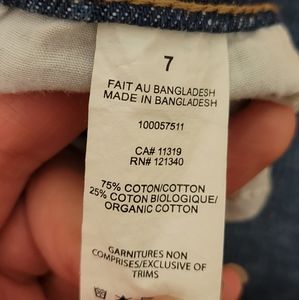 7
FAIT AU BANGLADESH
MADE IN BANGLADESH
100057511
CA# 11319
RN# 121340
75% COTON/COTTON
25% COTON BIOLOGIQUE/
ORGANIC COTTON
GARNITURES NON
COMPRISES/EXCLUSIVE OF
TRIMS